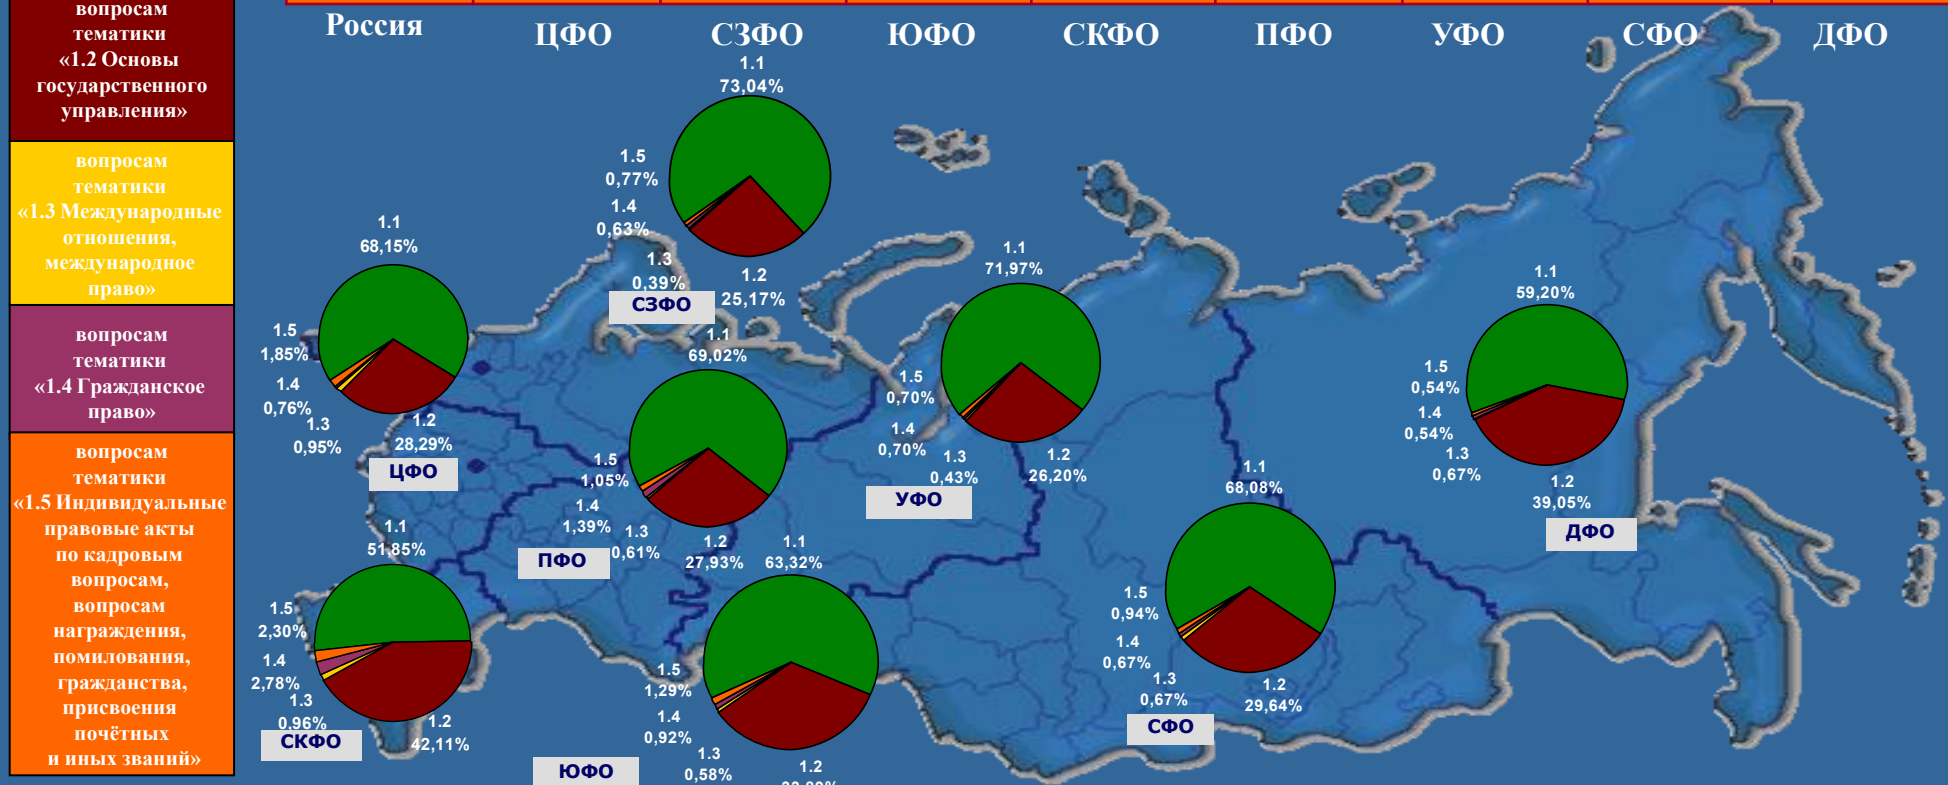 вопросам
тематики
«1.2 Основы
государственного
управления»
вопросам
тематики
«1.3 Международные
отношения,
международное
право»
вопросам
тематики
«1.4 Гражданское
право»
вопросам
тематики
«1.5 Индивидуальные
правовые акты
по кадровым
вопросам,
вопросам
награждения,
помилования,
гражданства,
присвоения
почётных
и иных званий»
Россия
ЦФО
СЗФО
ЮФО
СКФО
ПФО
УФО
СФО
ДФО
1.1
73,04%
1.5
0,77%
1.4
0,63%
1.3
0,39%
1.2
25,17%
СЗФО
1.1
68,15%
1.5
1,85%
1.4
0,76%
1.3
0,95%
1.2
28,29%
ЦФО
1.1
69,02%
1.5
1,05%
1.4
1,39%
1.3
0,61%
1.2
27,93%
ПФО
1.1
71,97%
1.5
0,70%
1.4
0,70%
1.3
0,43%
1.2
26,20%
УФО
1.1
59,20%
1.5
0,54%
1.4
0,54%
1.3
0,67%
1.2
39,05%
ДФО
1.1
51,85%
1.5
2,30%
1.4
2,78%
1.3
0,96%
1.2
42,11%
СКФО
1.1
63,32%
1.5
1,29%
1.4
0,92%
1.3
0,58%
1.2
ЮФО
1.1
68,08%
1.5
0,94%
1.4
0,67%
1.3
0,67%
1.2
29,64%
СФО